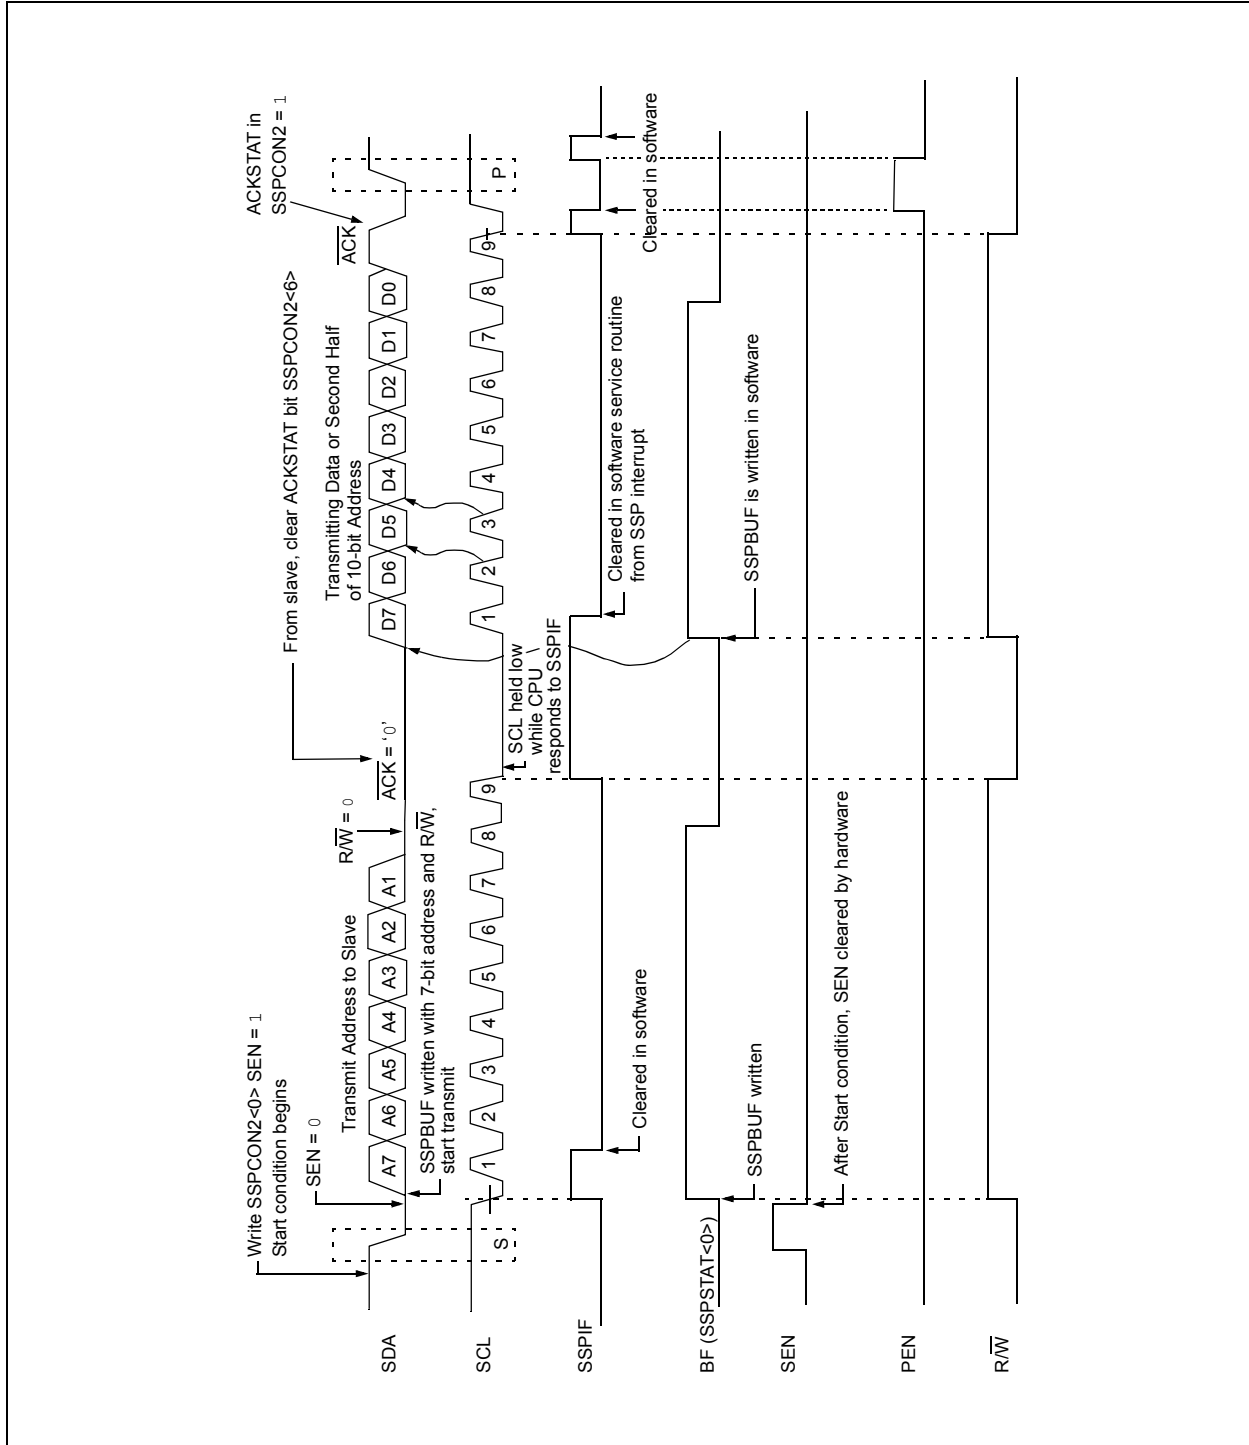 Write SSPCON2<0> SEN = 1
Start condition begins
SEN = 0
Transmit Address to Slave
R/W = 0
From slave, clear ACKSTAT bit SSPCON2<6>
ACK = '0'
Transmitting Data or Second Half
of 10-bit Address
ACKSTAT in
SSPCON2 = 1
ACK
SDA
A7 A6 A5 A4 A3 A2 A1
D7 D6 D5 D4 D3 D2 D1 D0
SSPBUF written with 7-bit address and R/W,
start transmit
SCL
S
1 2 3 4 5 6 7 8 9
1 2 3 4 5 6 7 8 9
P
SCL held low
while CPU
responds to SSPIF
SSPIF
Cleared in software
Cleared in software service routine
from SSP interrupt
Cleared in software
Cleared in software
BF (SSPSTAT<0>)
SSPBUF written
SSPBUF is written in software
SEN
After Start condition, SEN cleared by hardware
PEN
R/W